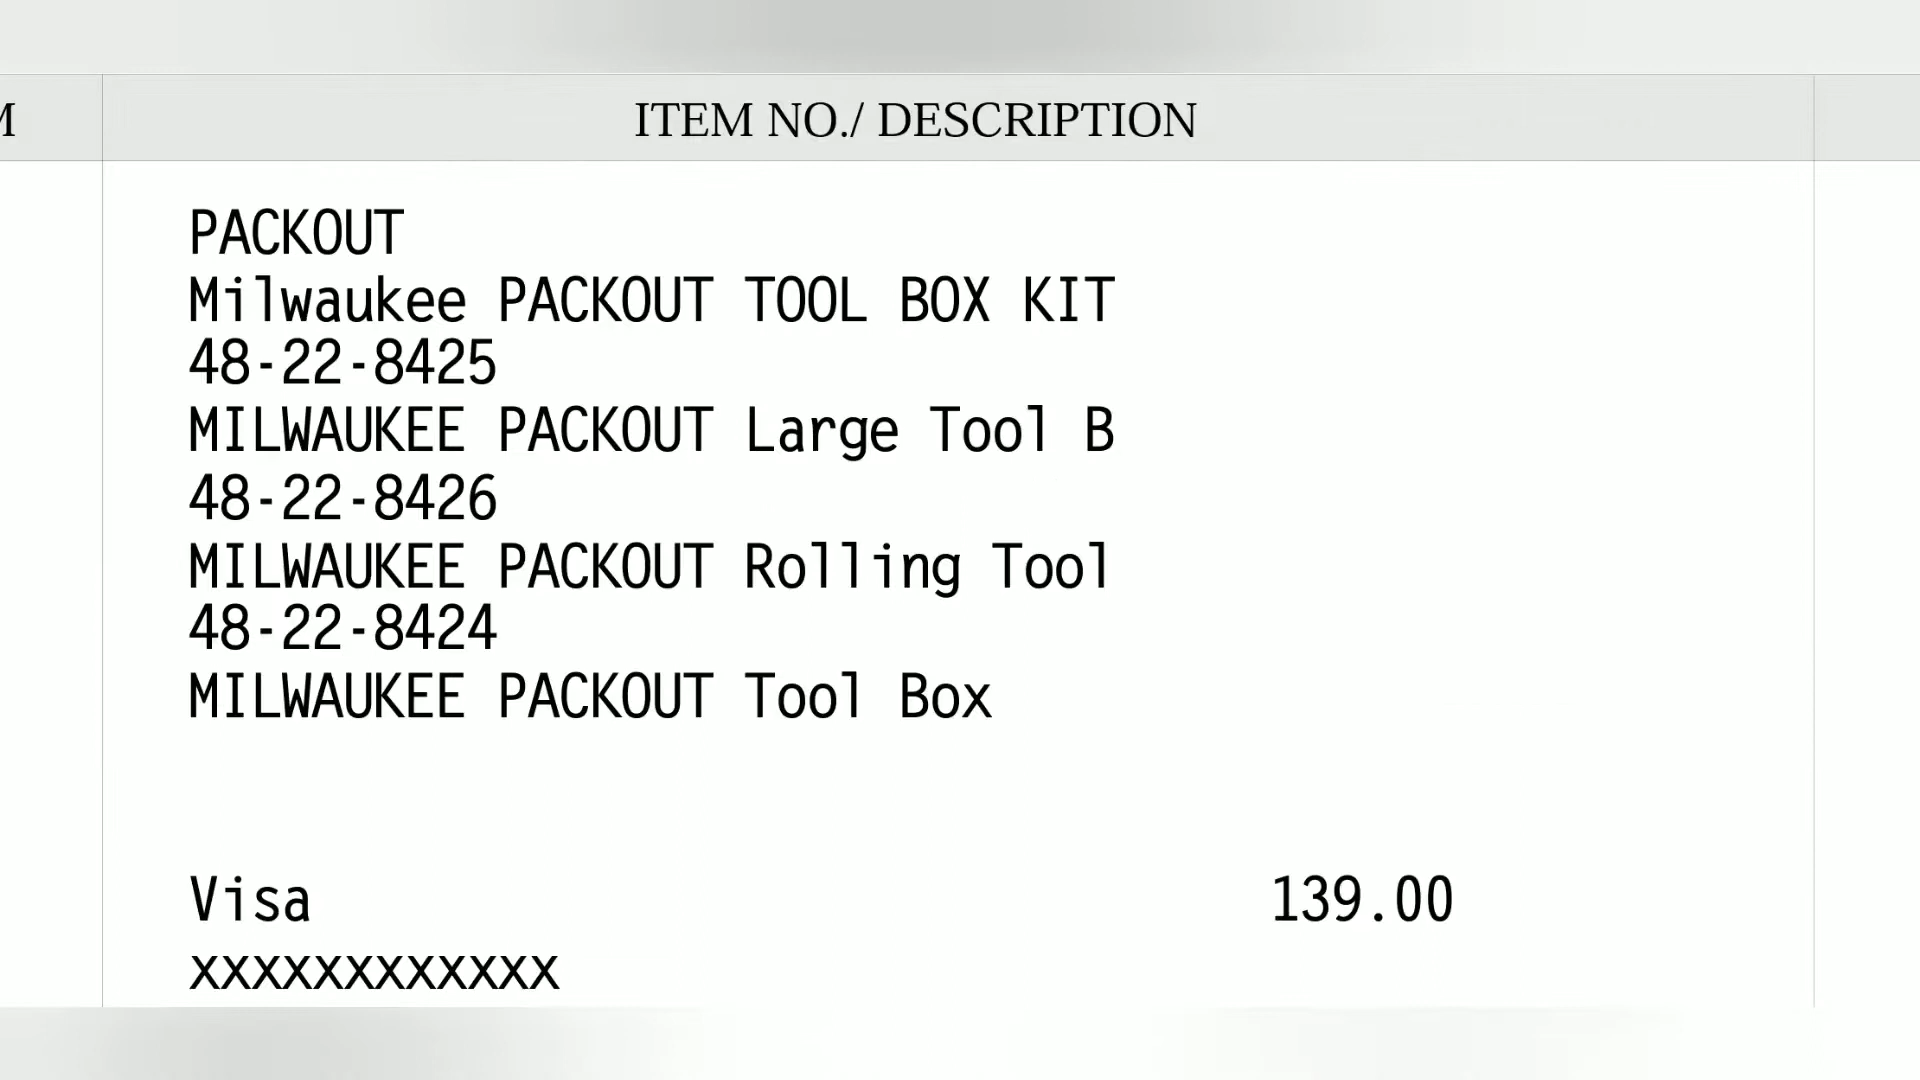 ITEM NO./ DESCRIPTION
PACKOUT
Milwaukee PACKOUT TOOL BOX KIT
48-22-8425
MILWAUKEE PACKOUT Large Tool B
48-22-8426
MILWAUKEE PACKOUT Rolling Tool
48-22-8424
MILWAUKEE PACKOUT Tool Box
Visa 139.00
xxxxxxxxxxxx